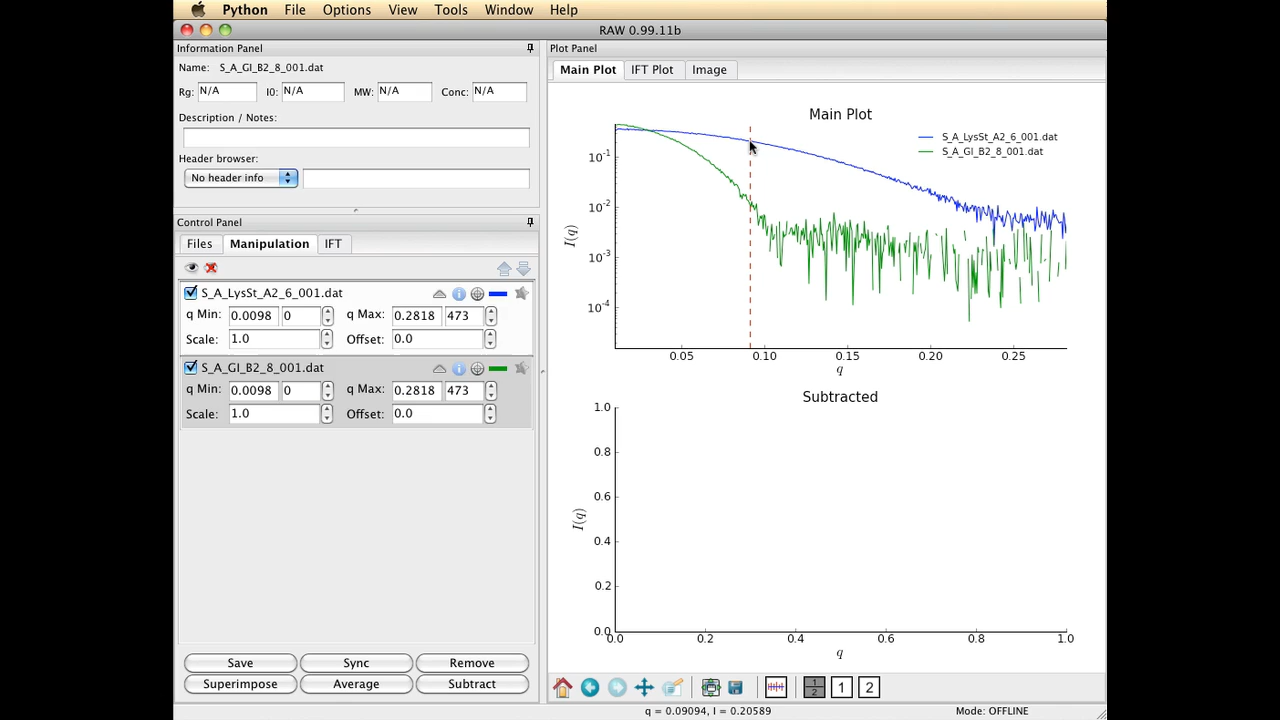 Python File Options View Tools Window Help
RAW 0.99.11b
Information Panel
Name: S_A_GI_B2_8_001.dat
Rg: N/A I0: N/A MW: N/A Conc: N/A
Description / Notes:
Header browser:
No header info
Control Panel
Files Manipulation IFT
S_A_LysSt_A2_6_001.dat
q Min: 0.0098 0 q Max: 0.2818 473
Scale: 1.0 Offset: 0.0
S_A_GI_B2_8_001.dat
q Min: 0.0098 0 q Max: 0.2818 473
Scale: 1.0 Offset: 0.0
Save Sync Remove
Superimpose Average Subtract
Plot Panel
Main Plot IFT Plot Image
Main Plot
S_A_LysSt_A2_6_001.dat
S_A_GI_B2_8_001.dat
10⁻¹
10⁻²
10⁻³
10⁻⁴
I(q)
0.05 0.10 0.15 0.20 0.25
q
Subtracted
1.0
0.8
0.6
0.4
0.2
0.0
I(q)
0.0 0.2 0.4 0.6 0.8 1.0
q
1
2
1 2
q = 0.09094, I = 0.20589 Mode: OFFLINE